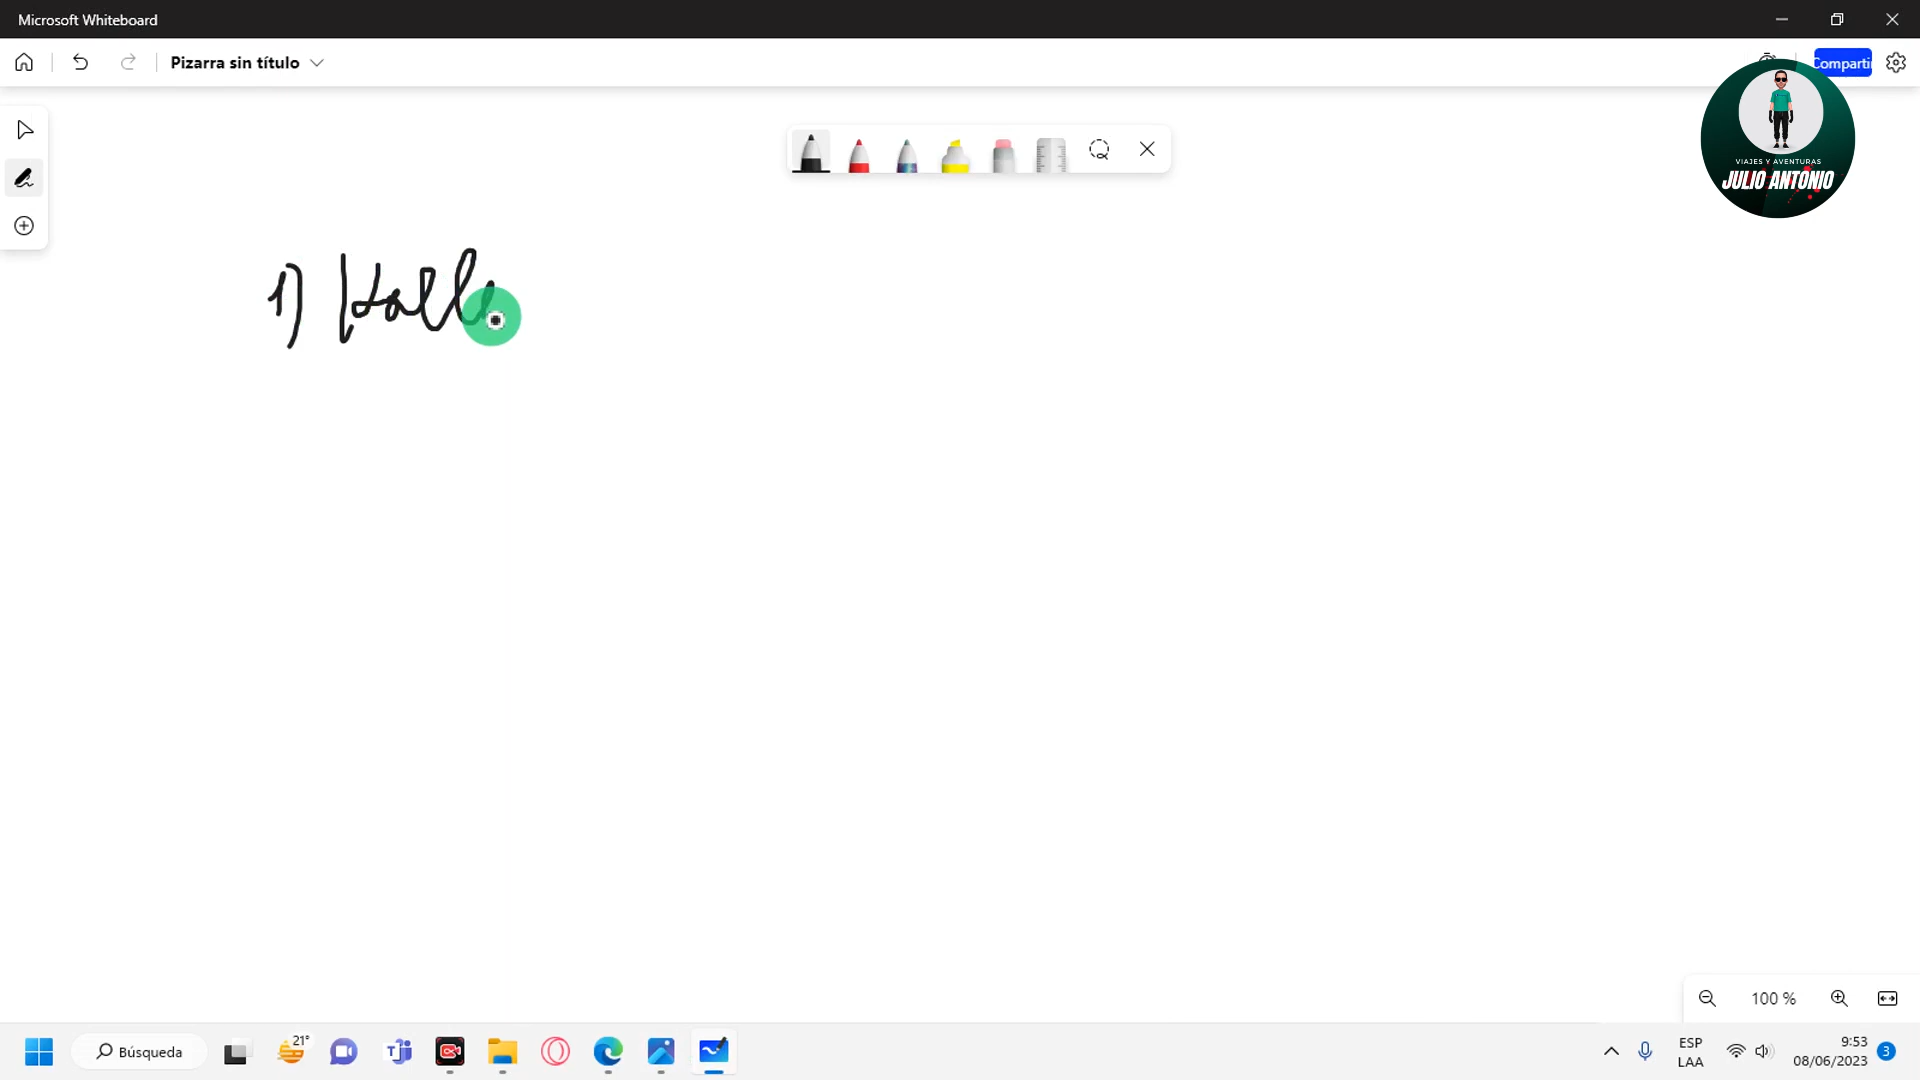 Microsoft Whiteboard
Pizarra sin título
Comparti
VIAJES Y AVENTURAS
JULIO ANTONIO
1) Hall
100 %
21°
Búsqueda
ESP
LAA
9:53
08/06/2023
3